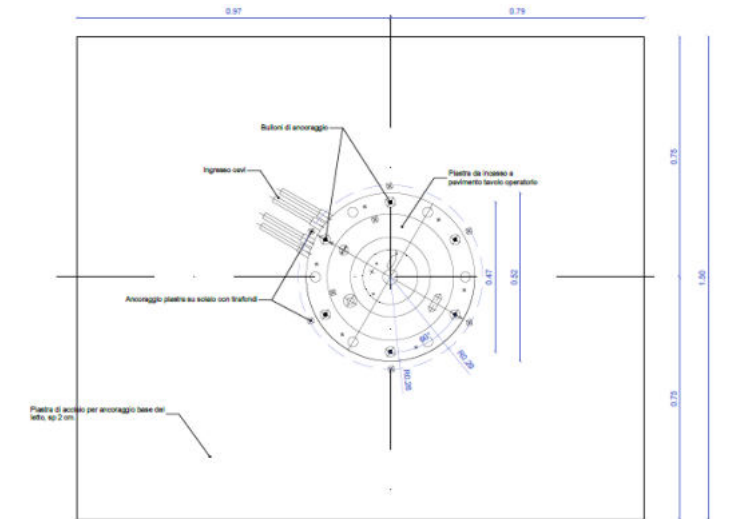 0.97
0.79
Bulloni di ancoraggio
Ingresso cavi
Piastra da incasso a
pavimento tavolo operatorio
0.75
0.47
0.52
1.50
Ancoraggio piastra su solaio con tirafondi
60°
R0.29
R0.26
0.75
Piastra di acciaio per ancoraggio base del
letto, sp 2 cm.